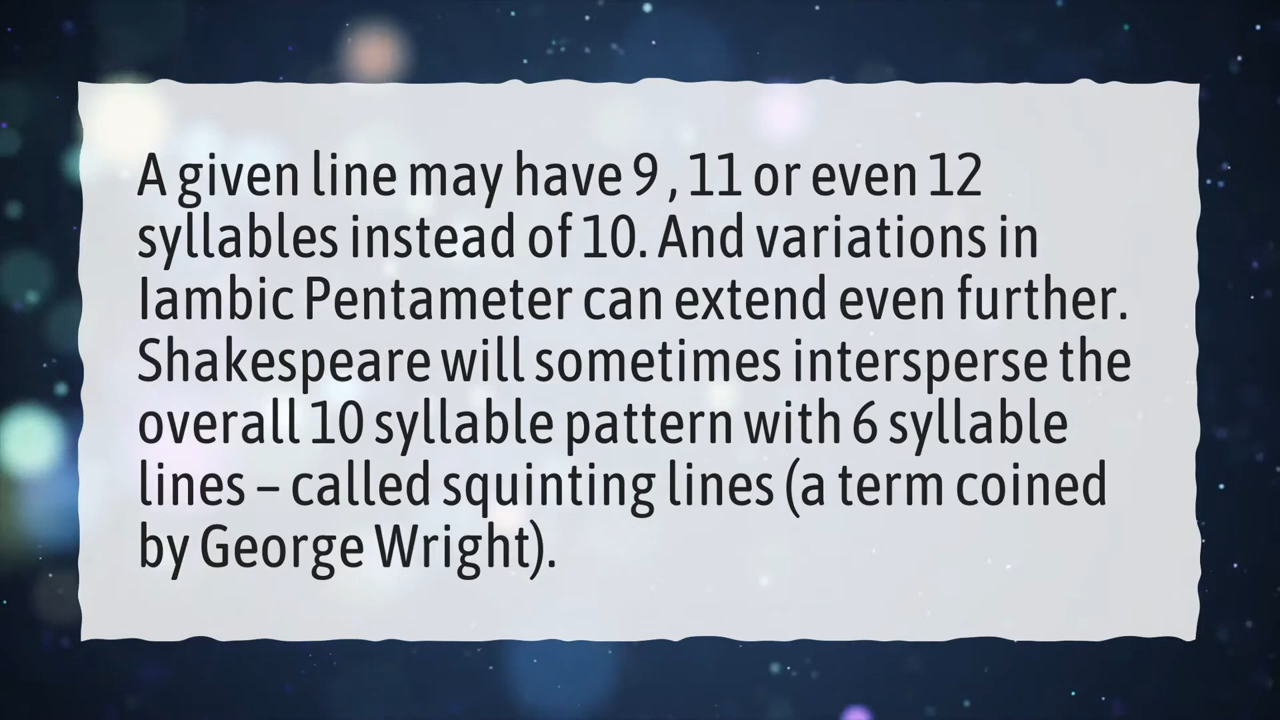 A given line may have 9 , 11 or even 12
syllables instead of 10. And variations in
Iambic Pentameter can extend even further.
Shakespeare will sometimes intersperse the
overall 10 syllable pattern with 6 syllable
lines – called squinting lines (a term coined
by George Wright).